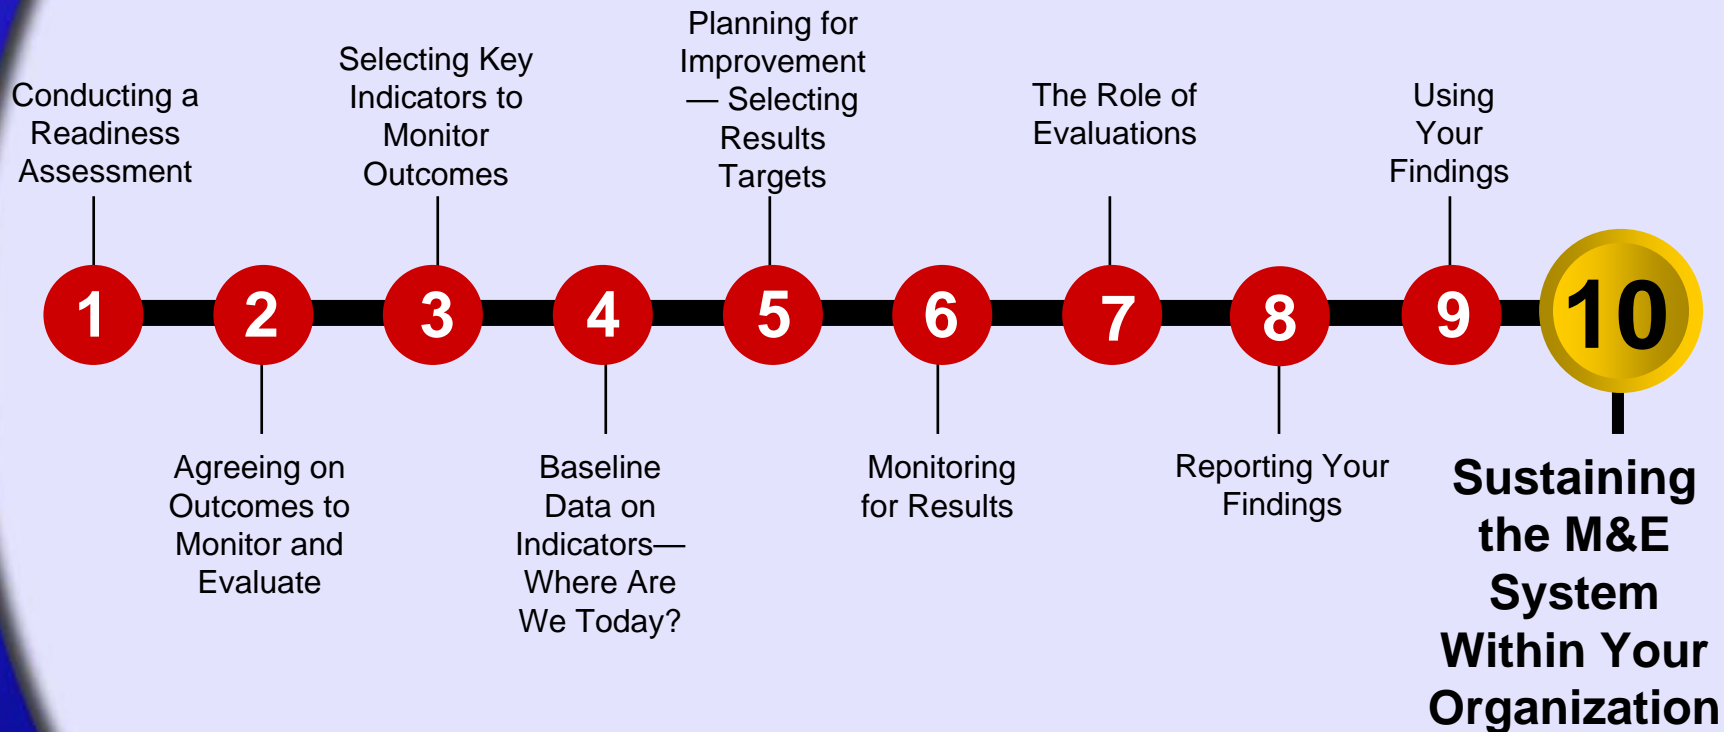 Conducting a
Readiness
Assessment
Selecting Key
Indicators to
Monitor
Outcomes
Planning for
Improvement
— Selecting
Results
Targets
The Role of
Evaluations
Using
Your
Findings
1
2
3
4
5
6
7
8
9
10
Agreeing on
Outcomes to
Monitor and
Evaluate
Baseline
Data on
Indicators—
Where Are
We Today?
Monitoring
for Results
Reporting Your
Findings
Sustaining
the M&E
System
Within Your
Organization